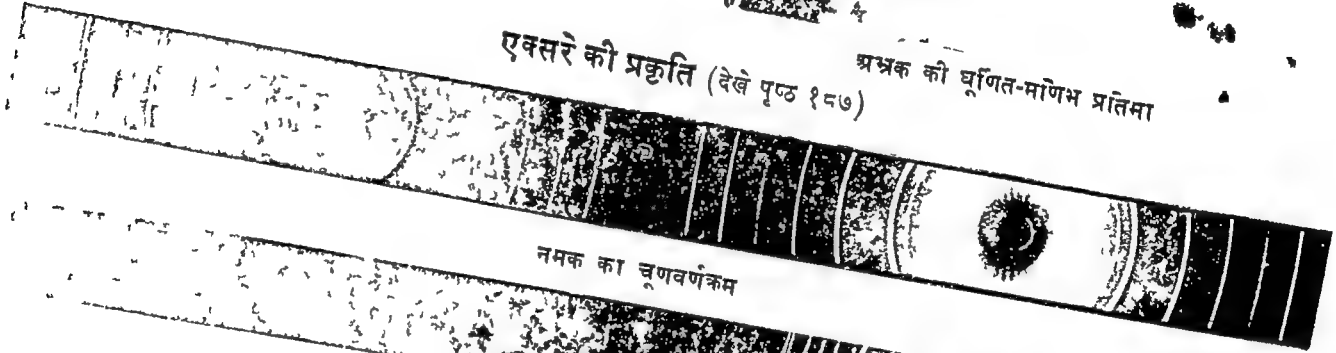 एक्सरे की प्रकृति (देखे पृष्ठ १८७)
अभ्रक की घूर्णित-मणिभ प्रतिमा
नमक का चूर्णवर्णक्रम